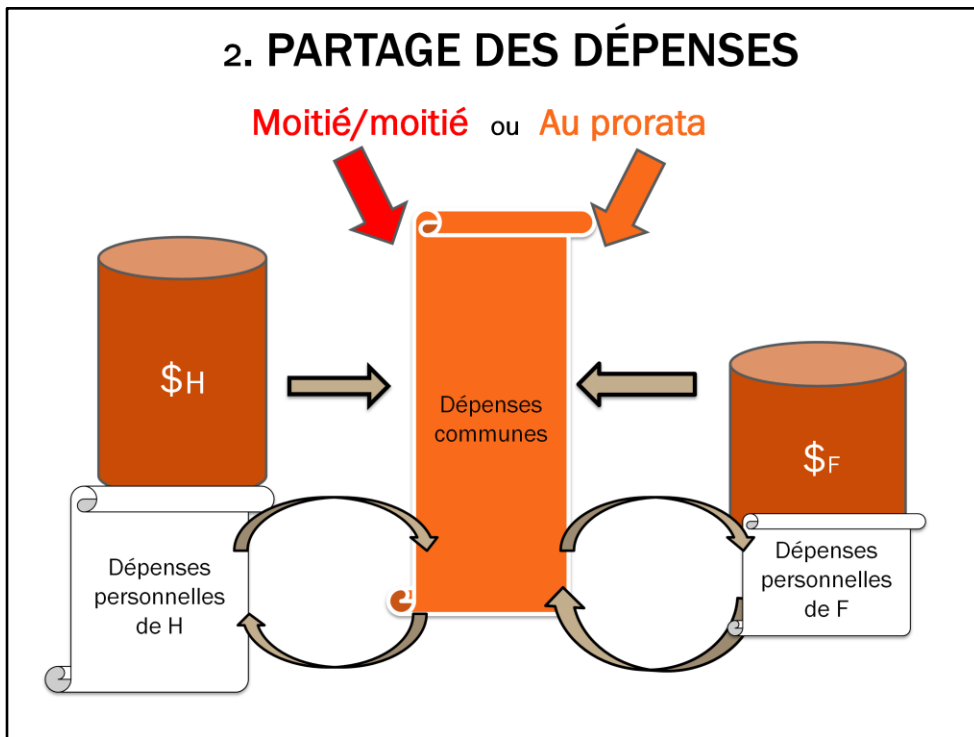 2. PARTAGE DES DÉPENSES
Moitié/moitié ou Au prorata
$H
Dépenses
communes
$F
Dépenses
personnelles
de H
Dépenses
personnelles
de F